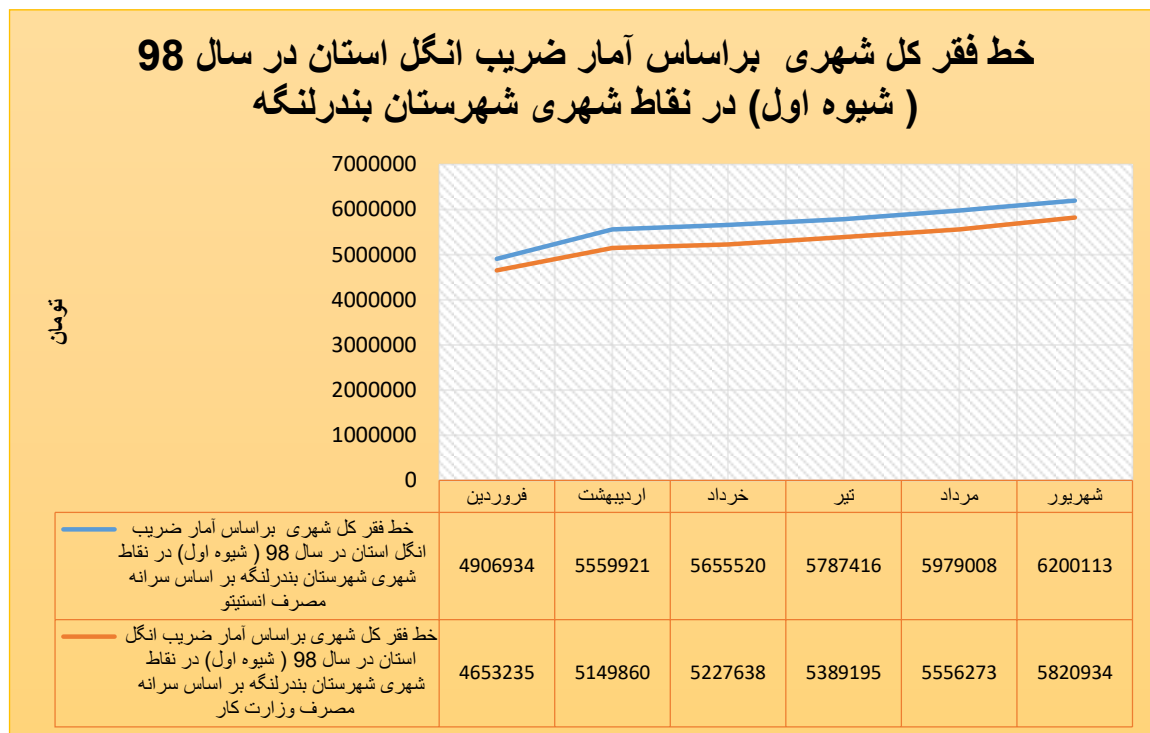 خط فقر کل شهری براساس آمار ضریب انگل استان در سال 98
( شیوه اول) در نقاط شهری شهرستان بندرلنگه
تومان
7000000
6000000
5000000
4000000
3000000
2000000
1000000
0
فروردین اردیبهشت خرداد تیر مرداد شهریور
خط فقر کل شهری براساس آمار ضریب
انگل استان در سال 98 ( شیوه اول) در نقاط
شهری شهرستان بندرلنگه بر اساس سرانه
مصرف انستیتو
4906934 5559921 5655520 5787416 5979008 6200113
خط فقر کل شهری براساس آمار ضریب انگل
استان در سال 98 ( شیوه اول) در نقاط
شهری شهرستان بندرلنگه بر اساس سرانه
مصرف وزارت کار
4653235 5149860 5227638 5389195 5556273 5820934